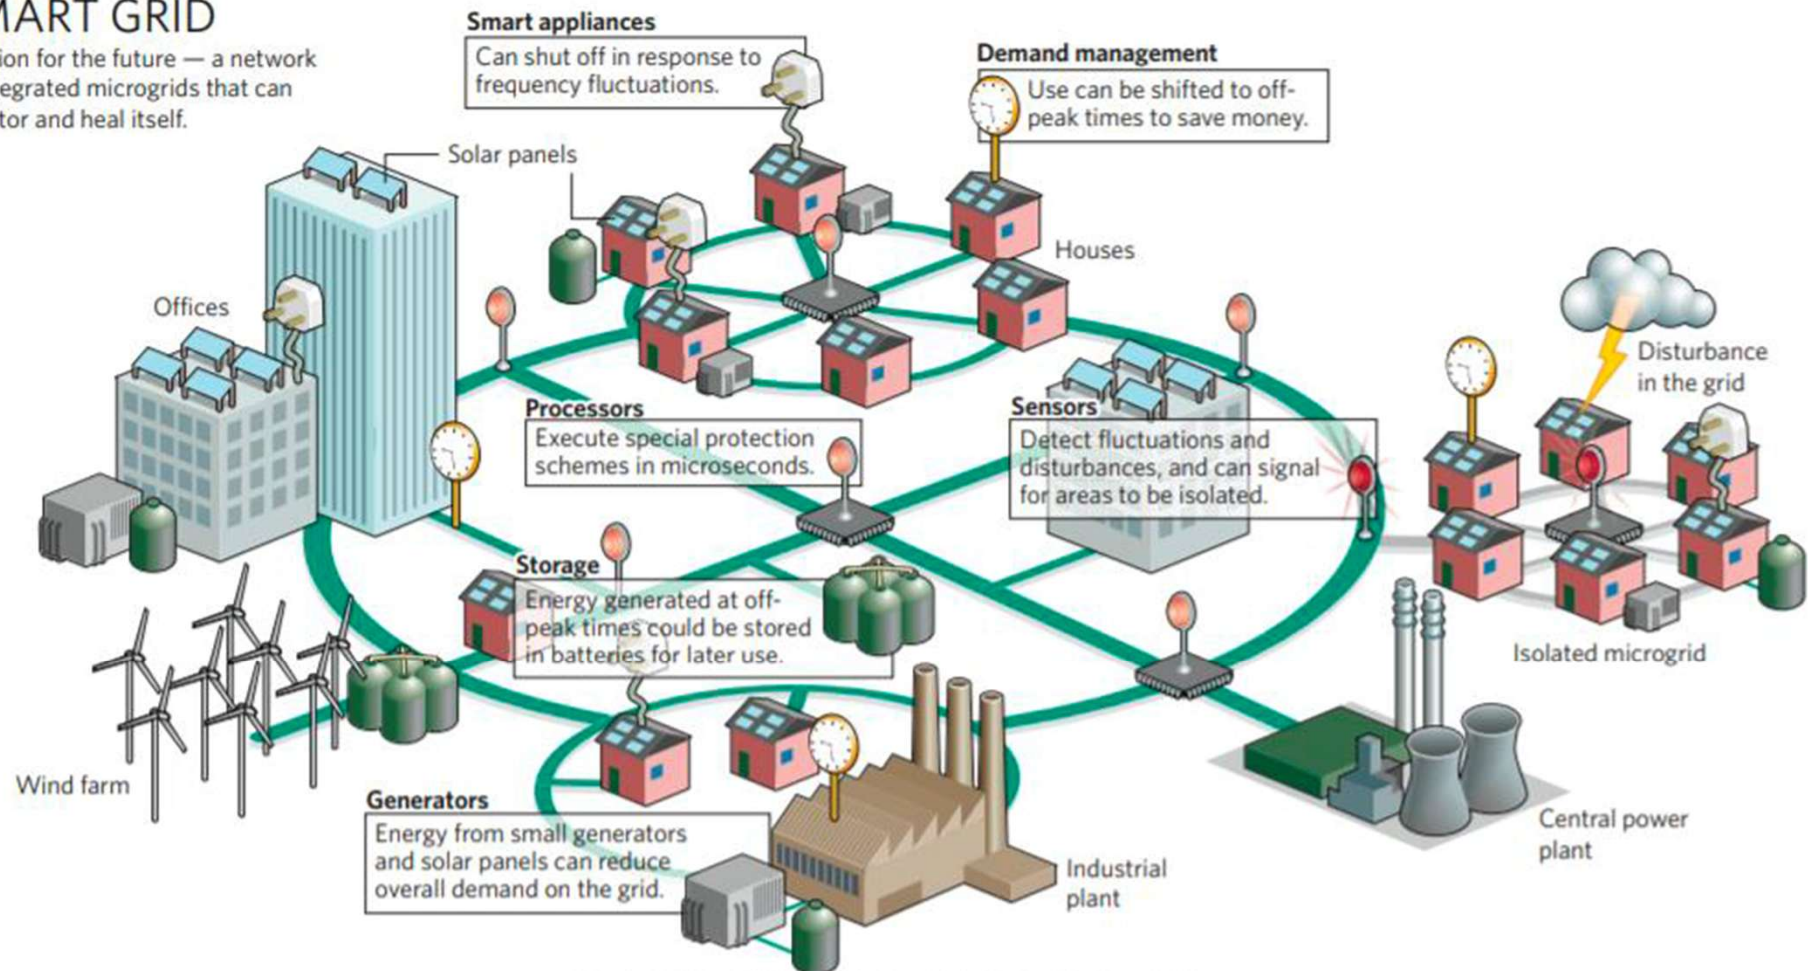 MART GRID
ion for the future — a network
egrated microgrids that can
tor and heal itself.
Smart appliances
Can shut off in response to
frequency fluctuations.
Demand management
Use can be shifted to off-
peak times to save money.
Solar panels
Houses
Offices
Disturbance
in the grid
Processors
Execute special protection
schemes in microseconds.
Sensors
Detect fluctuations and
disturbances, and can signal
for areas to be isolated.
Storage
Energy generated at off-
peak times could be stored
in batteries for later use.
Isolated microgrid
Wind farm
Generators
Energy from small generators
and solar panels can reduce
overall demand on the grid.
Central power
plant
Industrial
plant